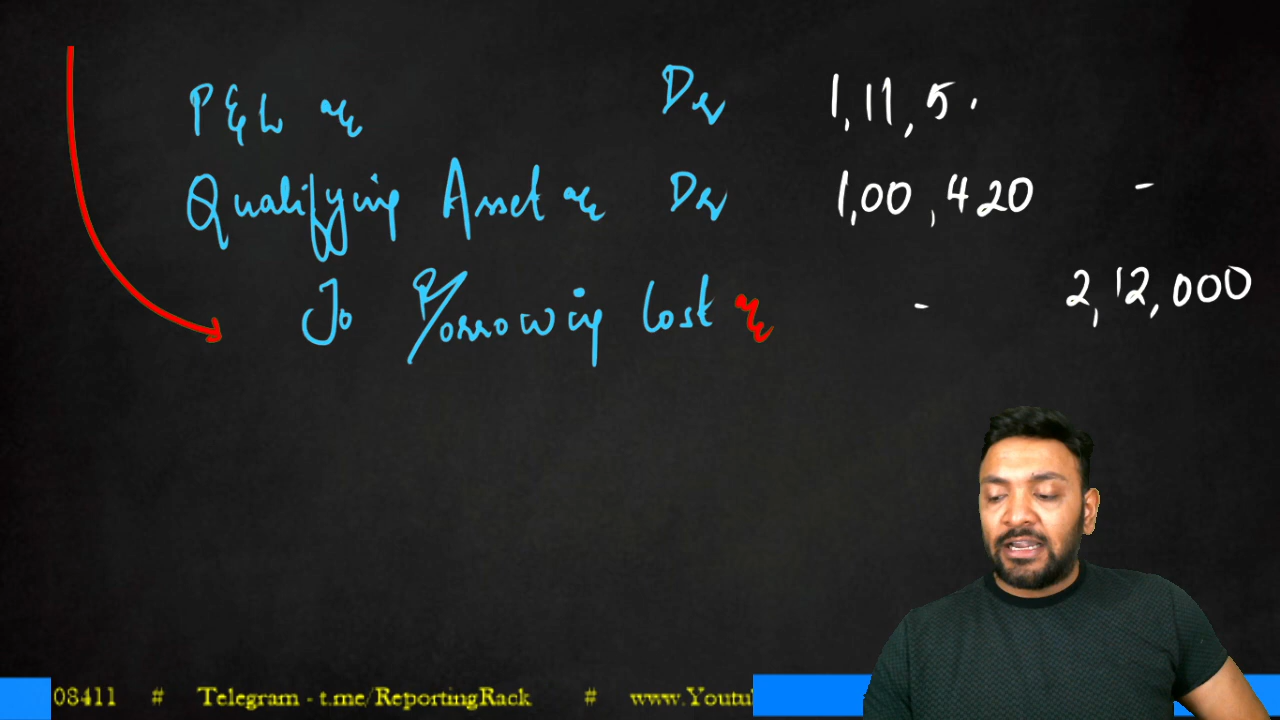 P&L a/c Dr 1,11,5
Qualifying Asset a/c Dr 1,00,420 -
To Borrowing Cost a/c - 2,12,000
08411 # Telegram - t.me/ReportingRack # www.Youtu